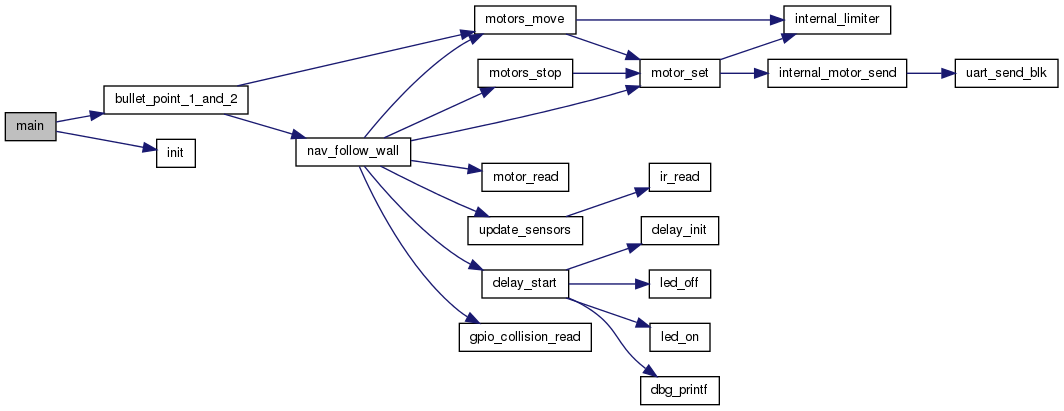 motors_move
internal_limiter
motors_stop
motor_set
internal_motor_send
uart_send_blk
bullet_point_1_and_2
main
init
nav_follow_wall
motor_read
ir_read
update_sensors
delay_init
delay_start
led_off
gpio_collision_read
led_on
dbg_printf